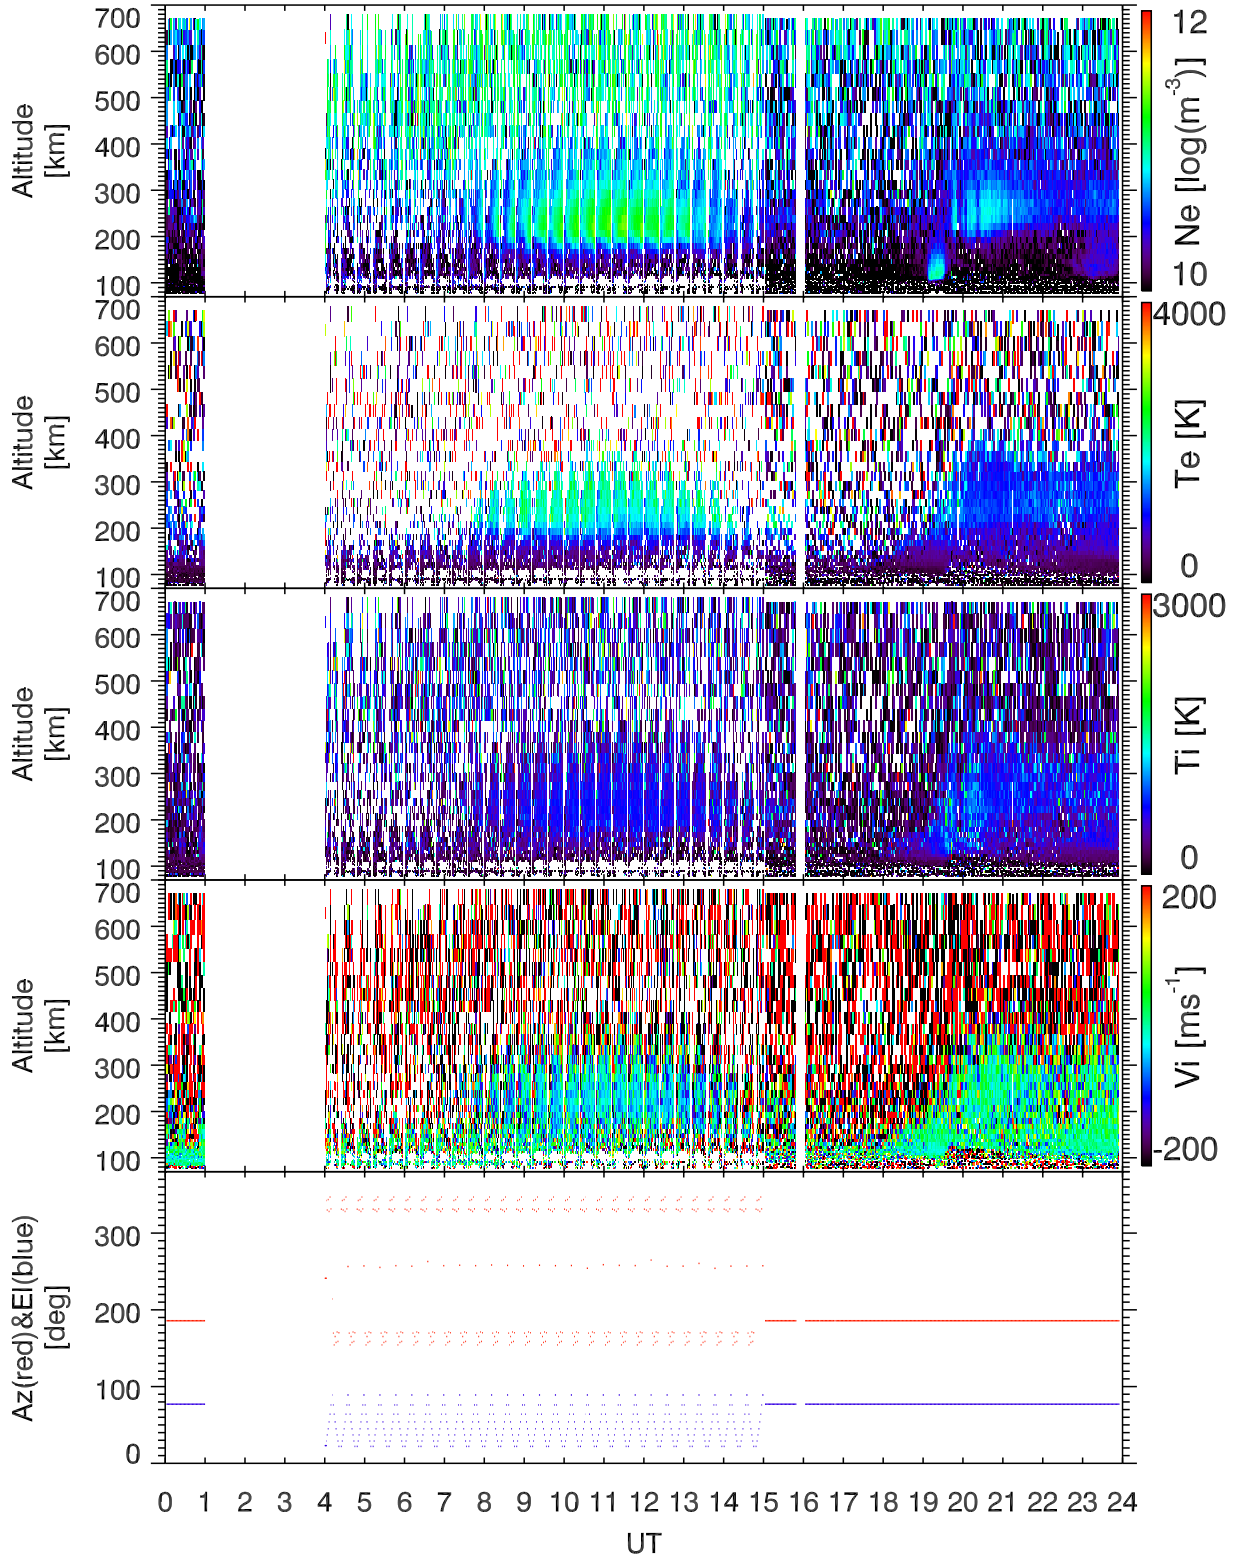 700
600
500
400
300
200
100
Altitude
[km]
12
10
Ne [log(m⁻³)]
700
600
500
400
300
200
100
Altitude
[km]
4000
0
Te [K]
700
600
500
400
300
200
100
Altitude
[km]
3000
0
Ti [K]
700
600
500
400
300
200
100
Altitude
[km]
200
-200
Vi [ms⁻¹]
300
200
100
0
Az(red)&El(blue)
[deg]
0 1 2 3 4 5 6 7 8 9 10 11 12 13 14 15 16 17 18 19 20 21 22 23 24
UT